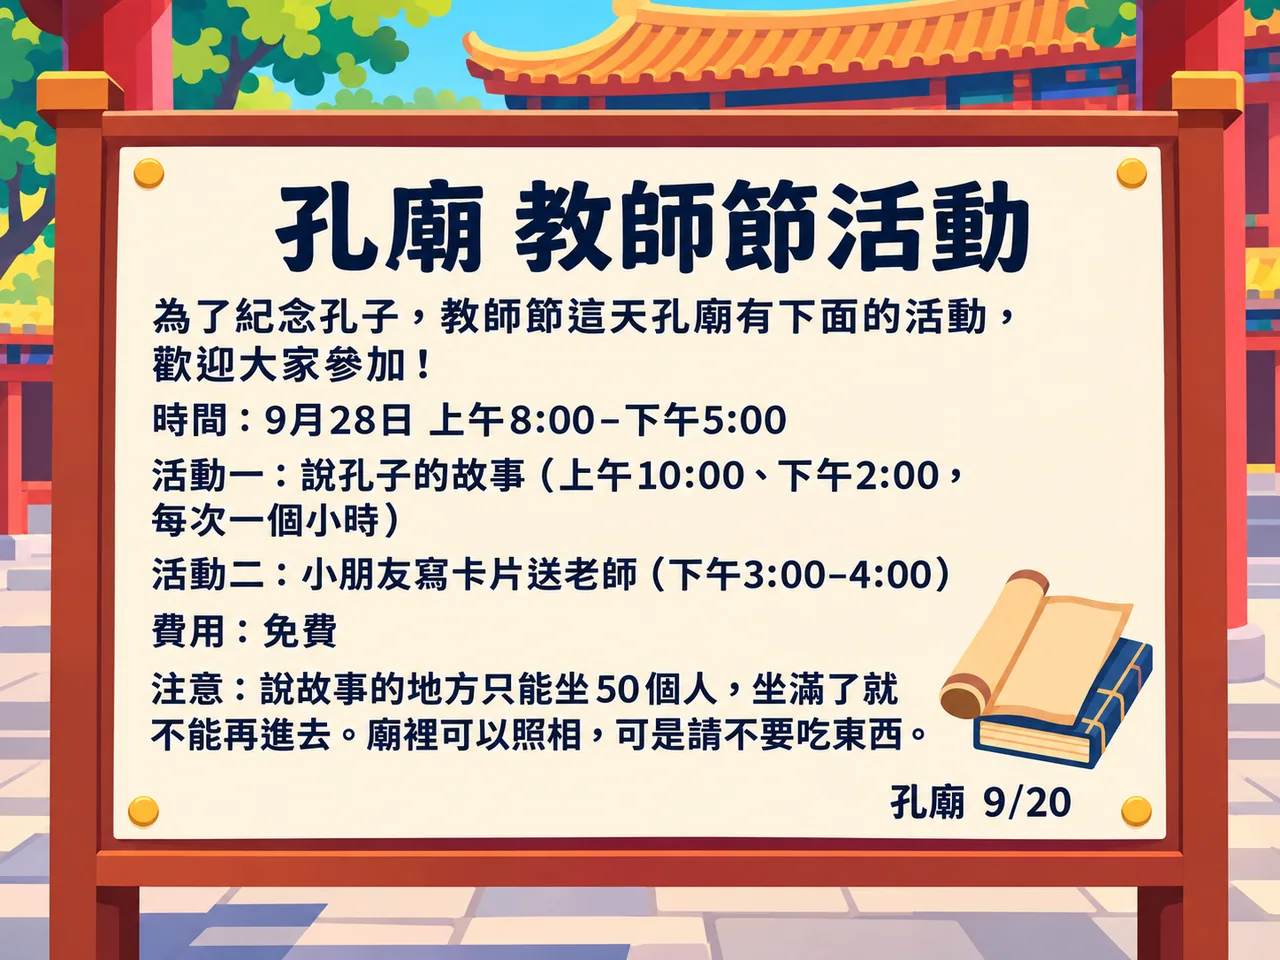 孔廟 教師節活動
為了紀念孔子，教師節這天孔廟有下面的活動，
歡迎大家參加！
時間：9月28日 上午8:00–下午5:00
活動一：說孔子的故事（上午10:00、下午2:00，
每次一個小時）
活動二：小朋友寫卡片送老師（下午3:00–4:00）
費用：免費
注意：說故事的地方只能坐50個人，坐滿了就
不能再進去。廟裡可以照相，可是請不要吃東西。
孔廟 9/20